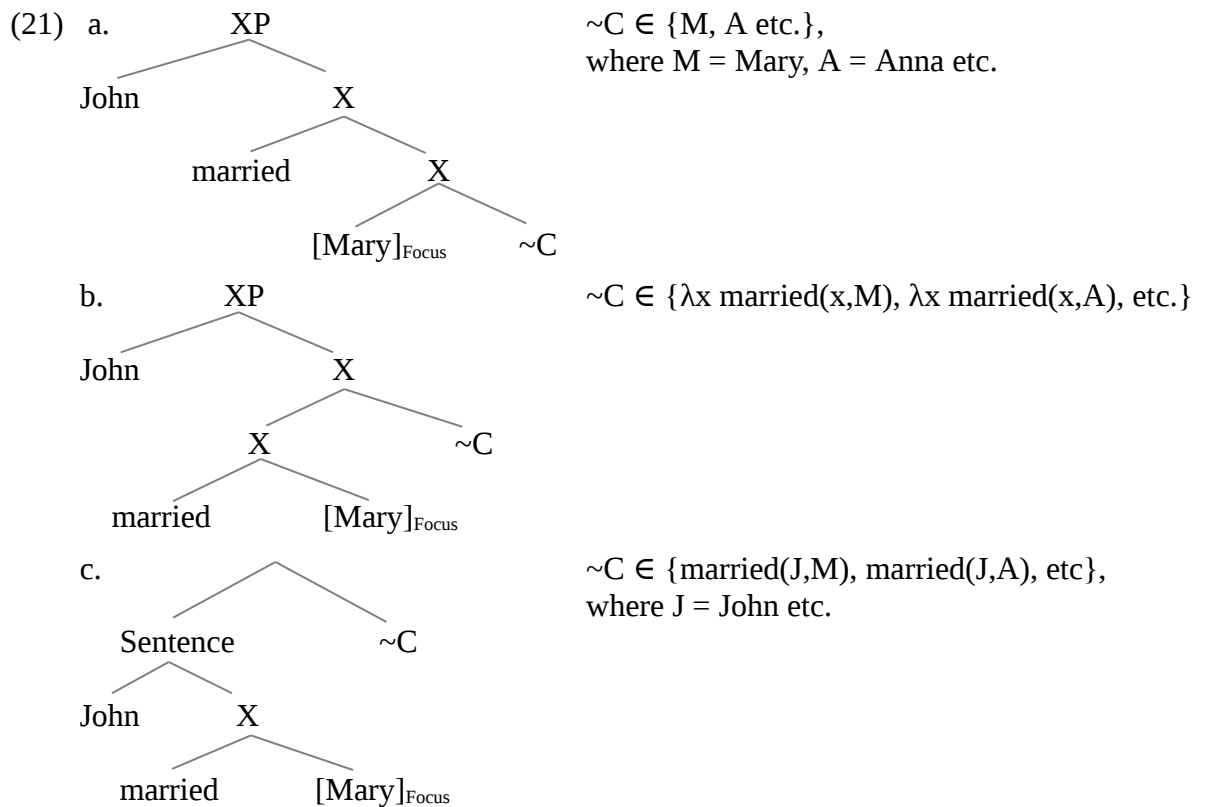 (21) a. XP ~C ∈ {M, A etc.},
where M = Mary, A = Anna etc.
John X
married X
[Mary]Focus ~C
b. XP ~C ∈ {λx married(x,M), λx married(x,A), etc.}
John X
X ~C
married [Mary]Focus
c. ~C ∈ {married(J,M), married(J,A), etc},
where J = John etc.
Sentence ~C
John X
married [Mary]Focus